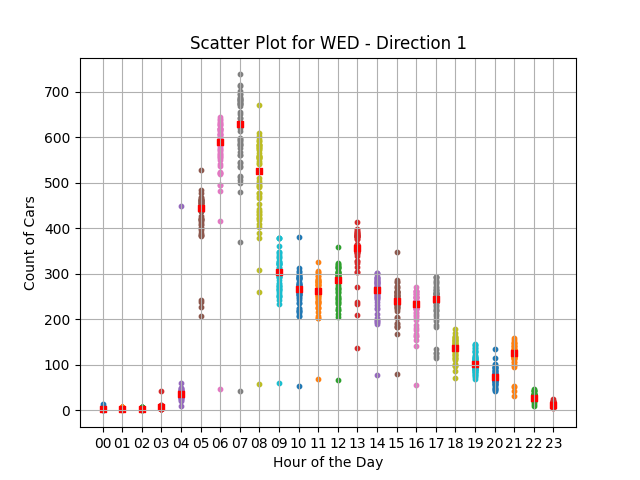 Scatter Plot for WED - Direction 1
Count of Cars
700
600
500
400
300
200
100
0
00 01 02 03 04 05 06 07 08 09 10 11 12 13 14 15 16 17 18 19 20 21 22 23
Hour of the Day